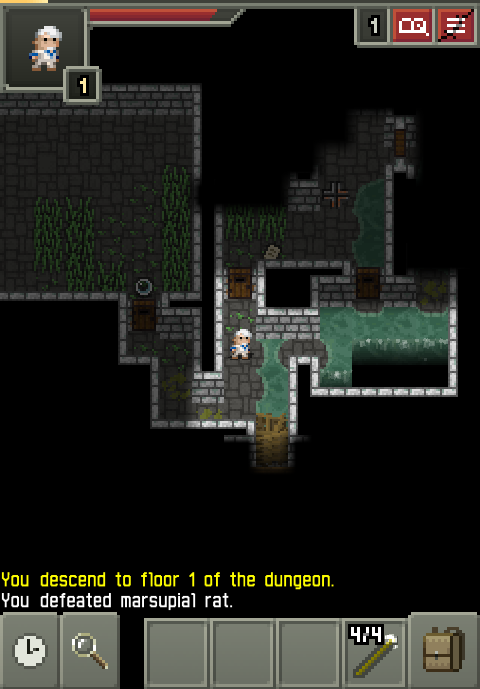 1
1
You descend to floor 1 of the dungeon.
You defeated marsupial rat.
4/4